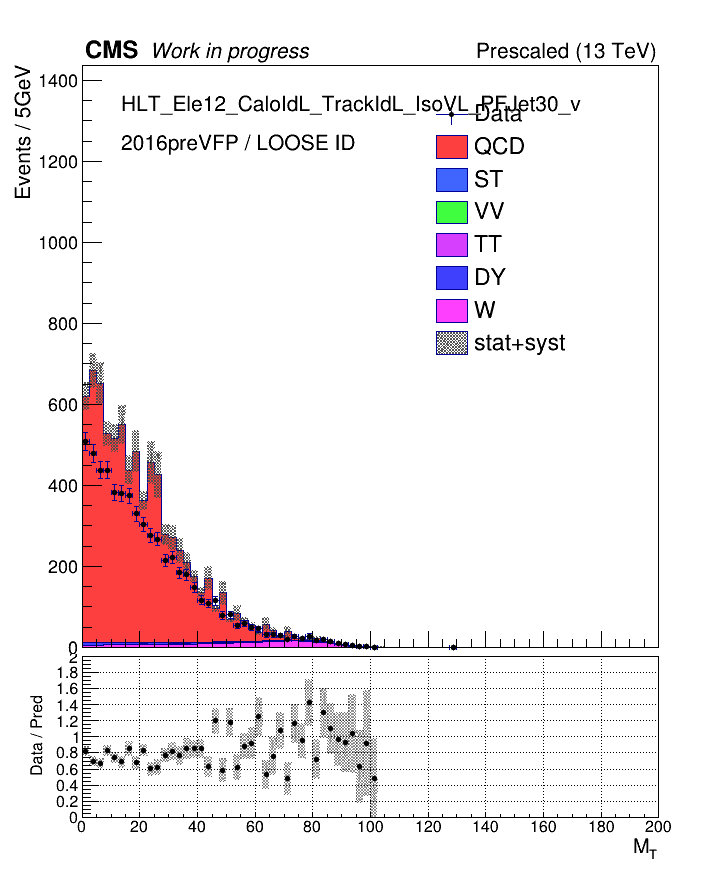 CMS Work in progress Prescaled (13 TeV)
Events / 5GeV
1400
1200
1000
800
600
400
200
0
HLT_Ele12_CaloIdL_TrackIdL_IsoVL_PFJet30_v
2016preVFP / LOOSE ID
Data
QCD
ST
VV
TT
DY
W
stat+syst
Data / Pred
2
1.8
1.6
1.4
1.2
1
0.8
0.6
0.4
0.2
0
0 20 40 60 80 100 120 140 160 180 200
M_T